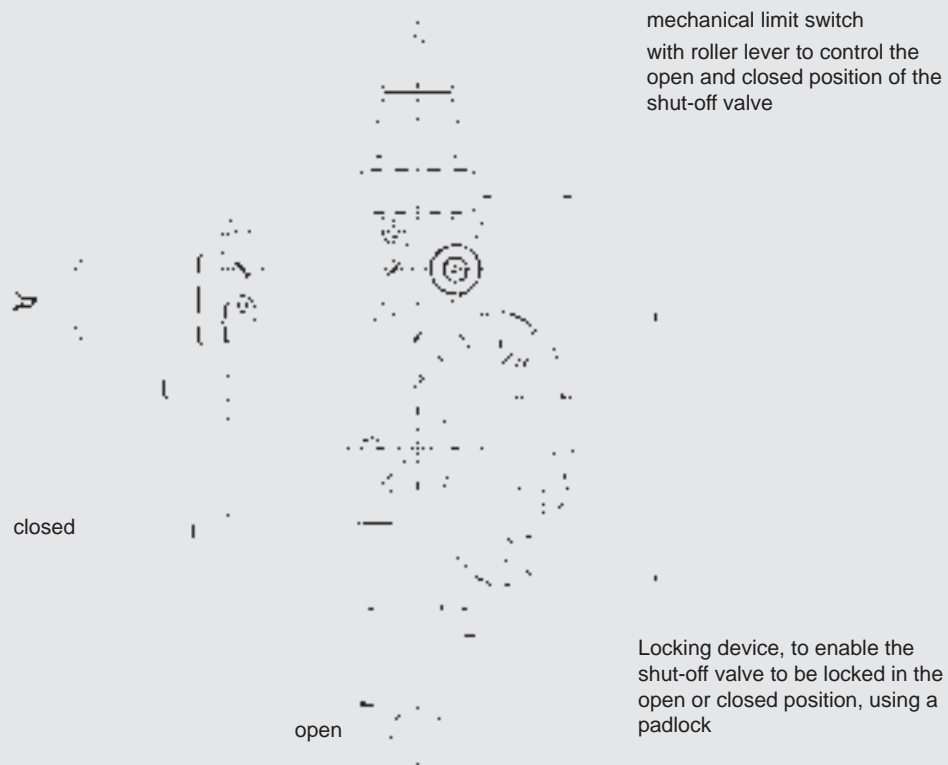 mechanical limit switch
with roller lever to control the
open and closed position of the
shut-off valve
closed
Locking device, to enable the
shut-off valve to be locked in the
open or closed position, using a
padlock
open